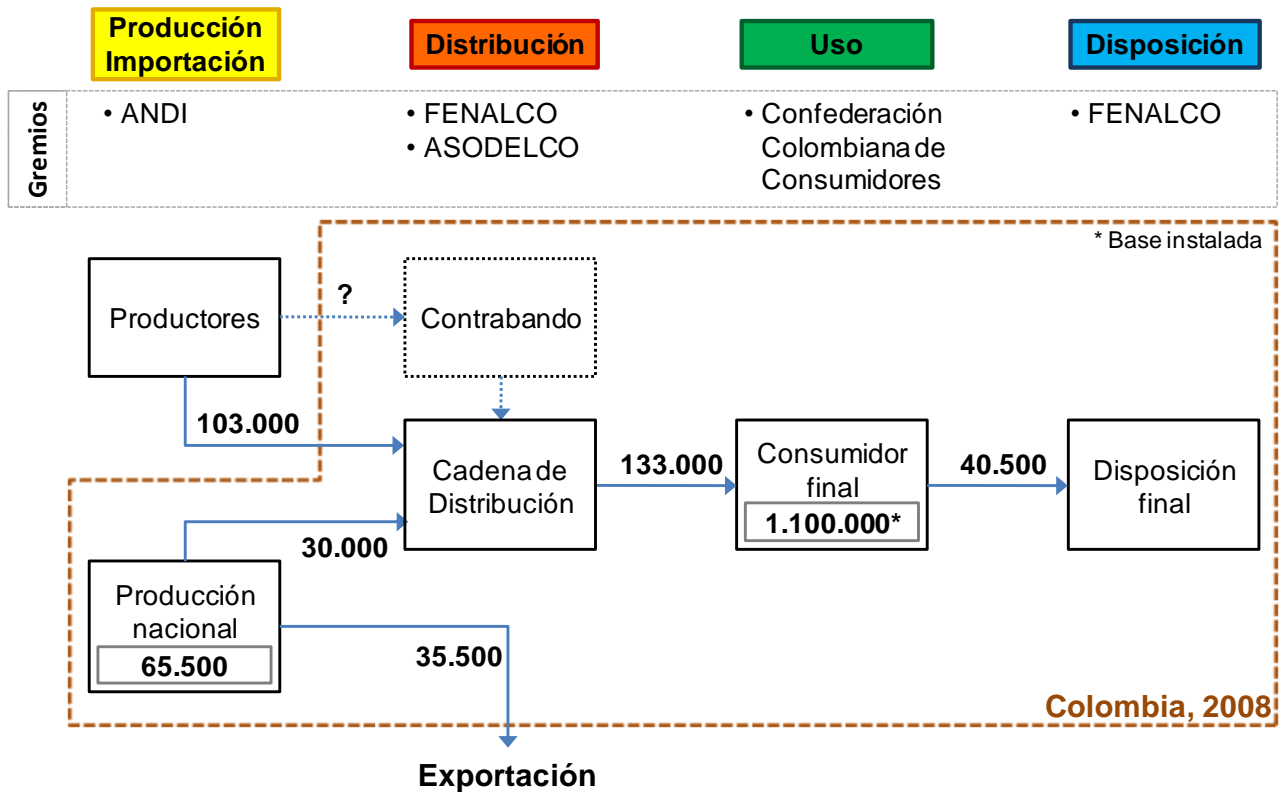 Producción
Importación
Distribución
Uso
Disposición
Gremios
• ANDI
• FENALCO
• ASODELCO
• Confederación
Colombiana de
Consumidores
• FENALCO
* Base instalada
Productores
?
Contrabando
103.000
Cadena de
Distribución
133.000
Consumidor
final
1.100.000*
40.500
Disposición
final
30.000
Producción
nacional
65.500
35.500
Colombia, 2008
Exportación